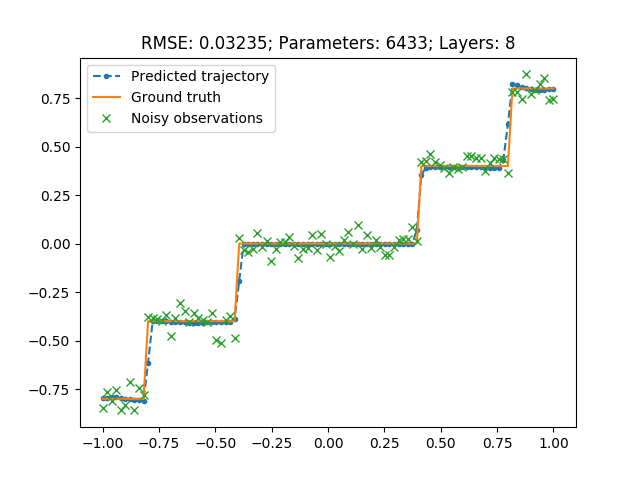 RMSE: 0.03235; Parameters: 6433; Layers: 8
Predicted trajectory
Ground truth
Noisy observations
0.75
0.50
0.25
0.00
−0.25
−0.50
−0.75
−1.00 −0.75 −0.50 −0.25 0.00 0.25 0.50 0.75 1.00